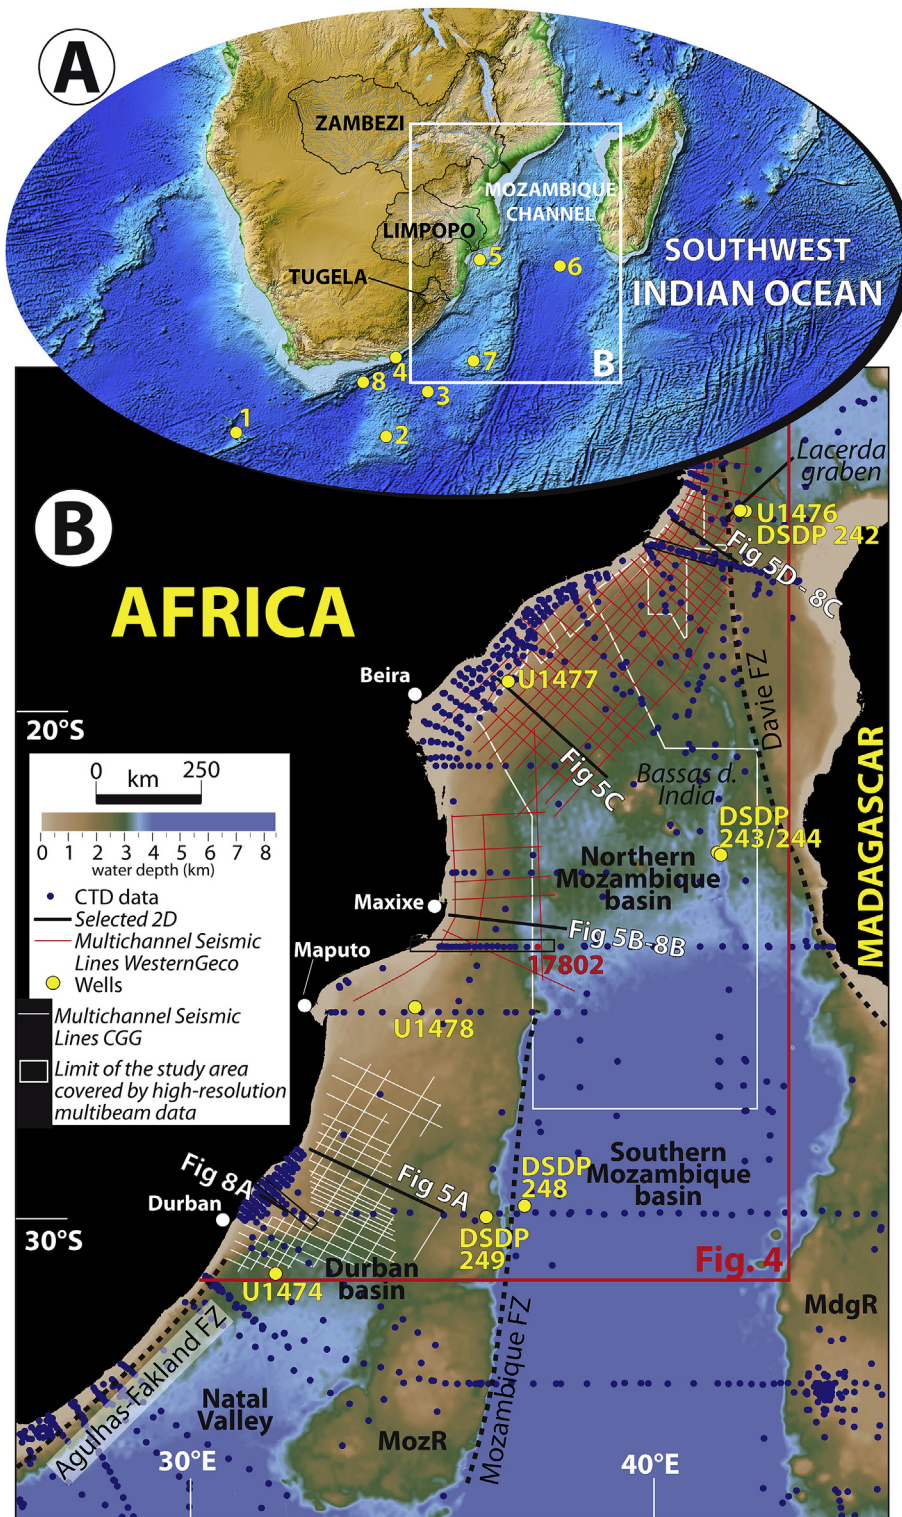 A
ZAMBEZI
MOZAMBIQUE
CHANNEL
LIMPOPO
SOUTHWEST
INDIAN OCEAN
TUGELA
5
6
7
4
8
3
B
1
2
B
Lacerda
graben
U1476
DSDP 242
Fig 5D - 8C
AFRICA
Beira
U1477
Davie FZ
20°S
Fig 5C
Bassas d.
India
MADAGASCAR
0 km 250
DSDP
243/244
0 1 2 3 4 5 6 7 8
water depth (km)
Northern
Mozambique
basin
CTD data
Selected 2D
Multichannel Seismic
Lines WesternGeco
Wells
Multichannel Seismic
Lines CGG
Limit of the study area
covered by high-resolution
multibeam data
Maxixe
Fig 5B-8B
17802
Maputo
U1478
Southern
Mozambique
basin
DSDP
248
Fig 8A
Fig 5A
Durban
30°S
DSDP
249
Fig. 4
Durban
basin
U1474
MdgR
Agulhas-Fakland FZ
Mozambique FZ
Natal
Valley
MozR
30°E
40°E